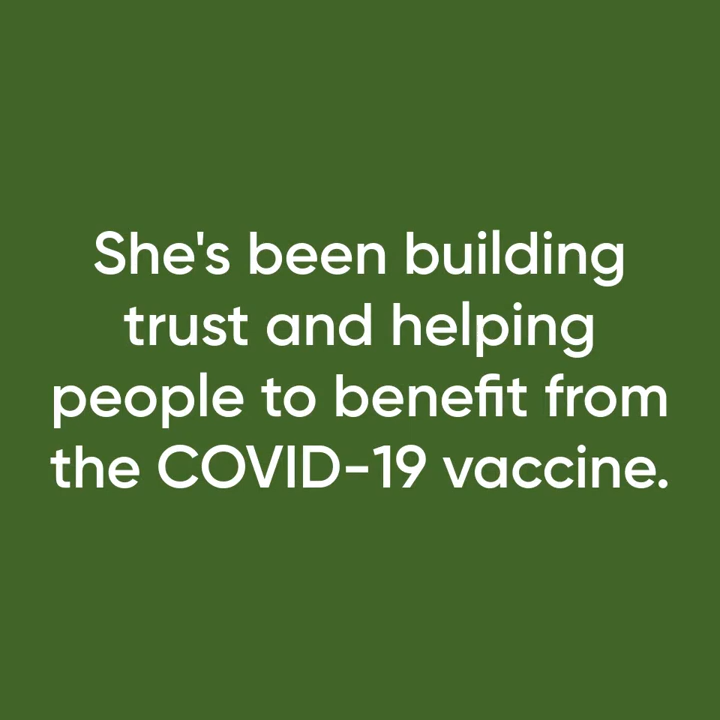 She's been building
trust and helping
people to benefit from
the COVID-19 vaccine.